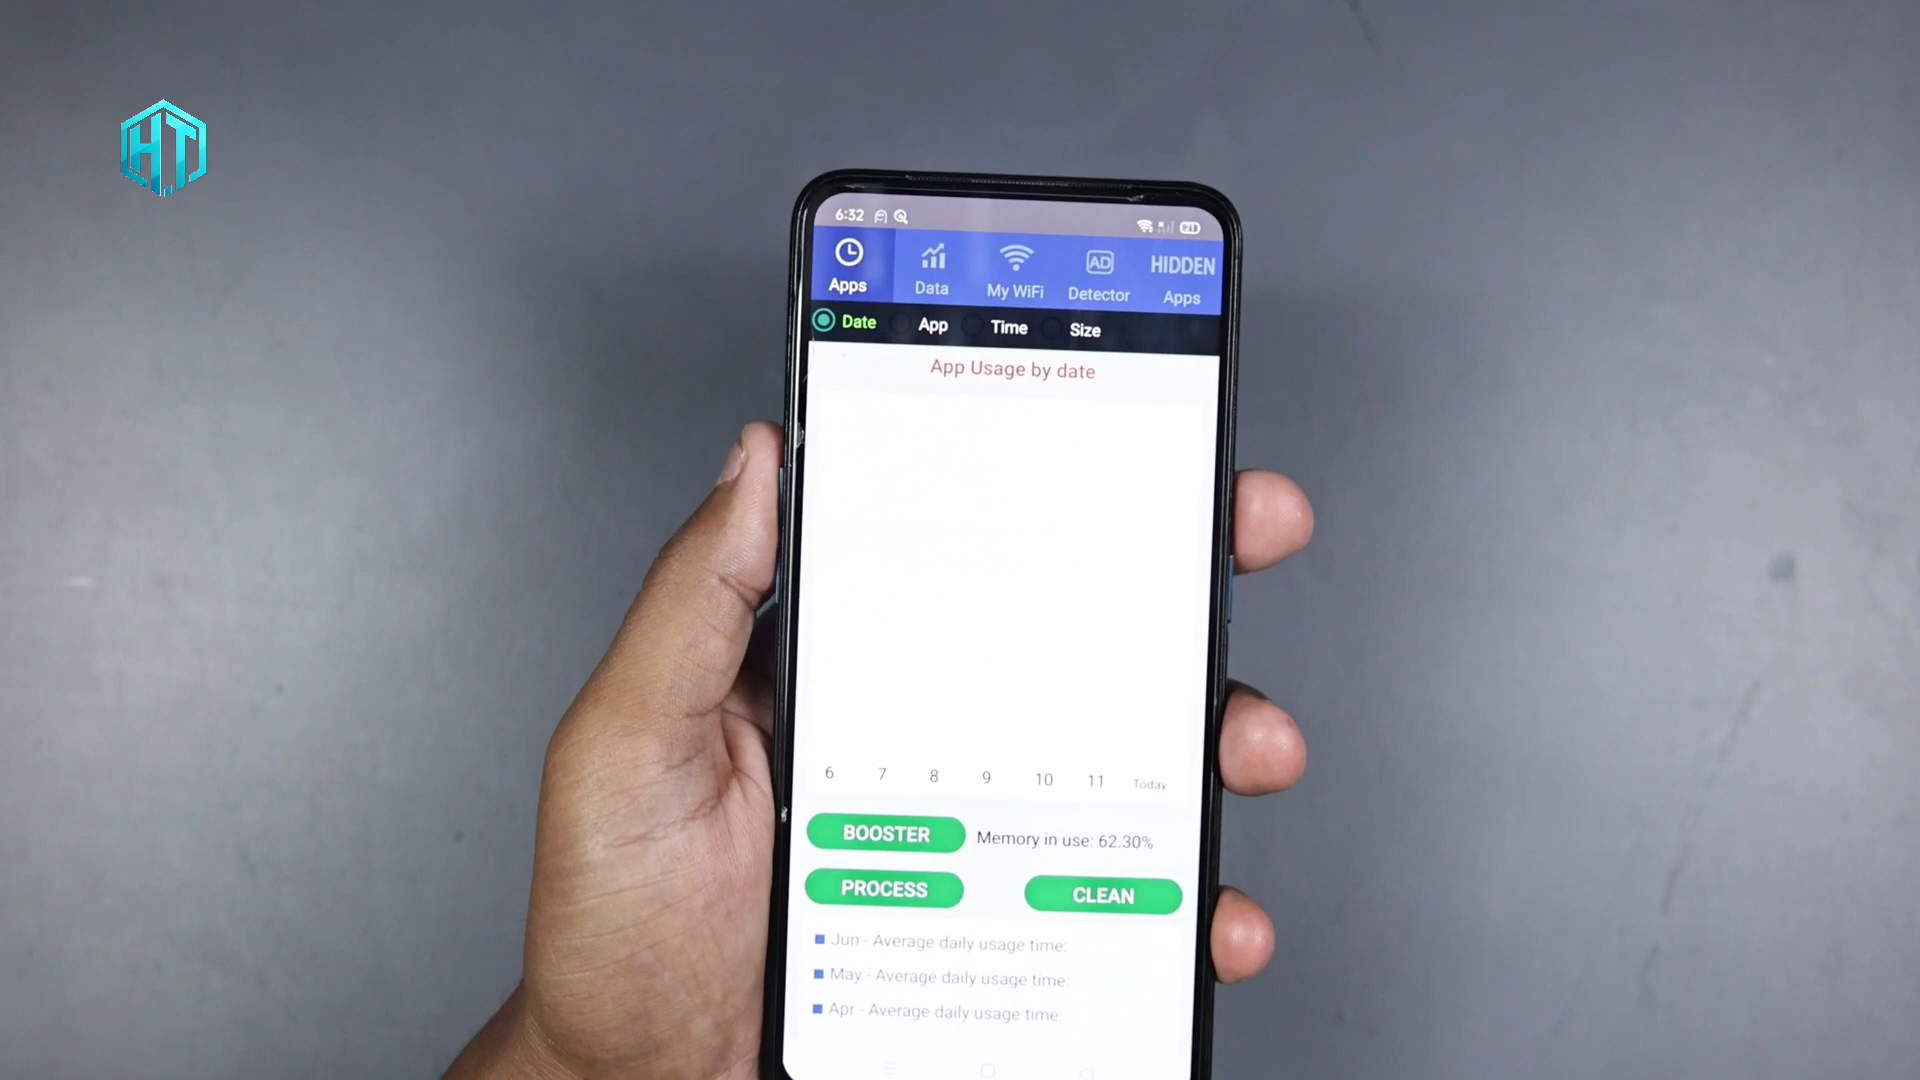 HT
6:32
21
Apps
Data
My WiFi
AD
Detector
HIDDEN
Apps
Date
App
Time
Size
App Usage by date
6 7 8 9 10 11 Today
BOOSTER
Memory in use: 62.30%
PROCESS
CLEAN
Jun - Average daily usage time:
May - Average daily usage time:
Apr - Average daily usage time: